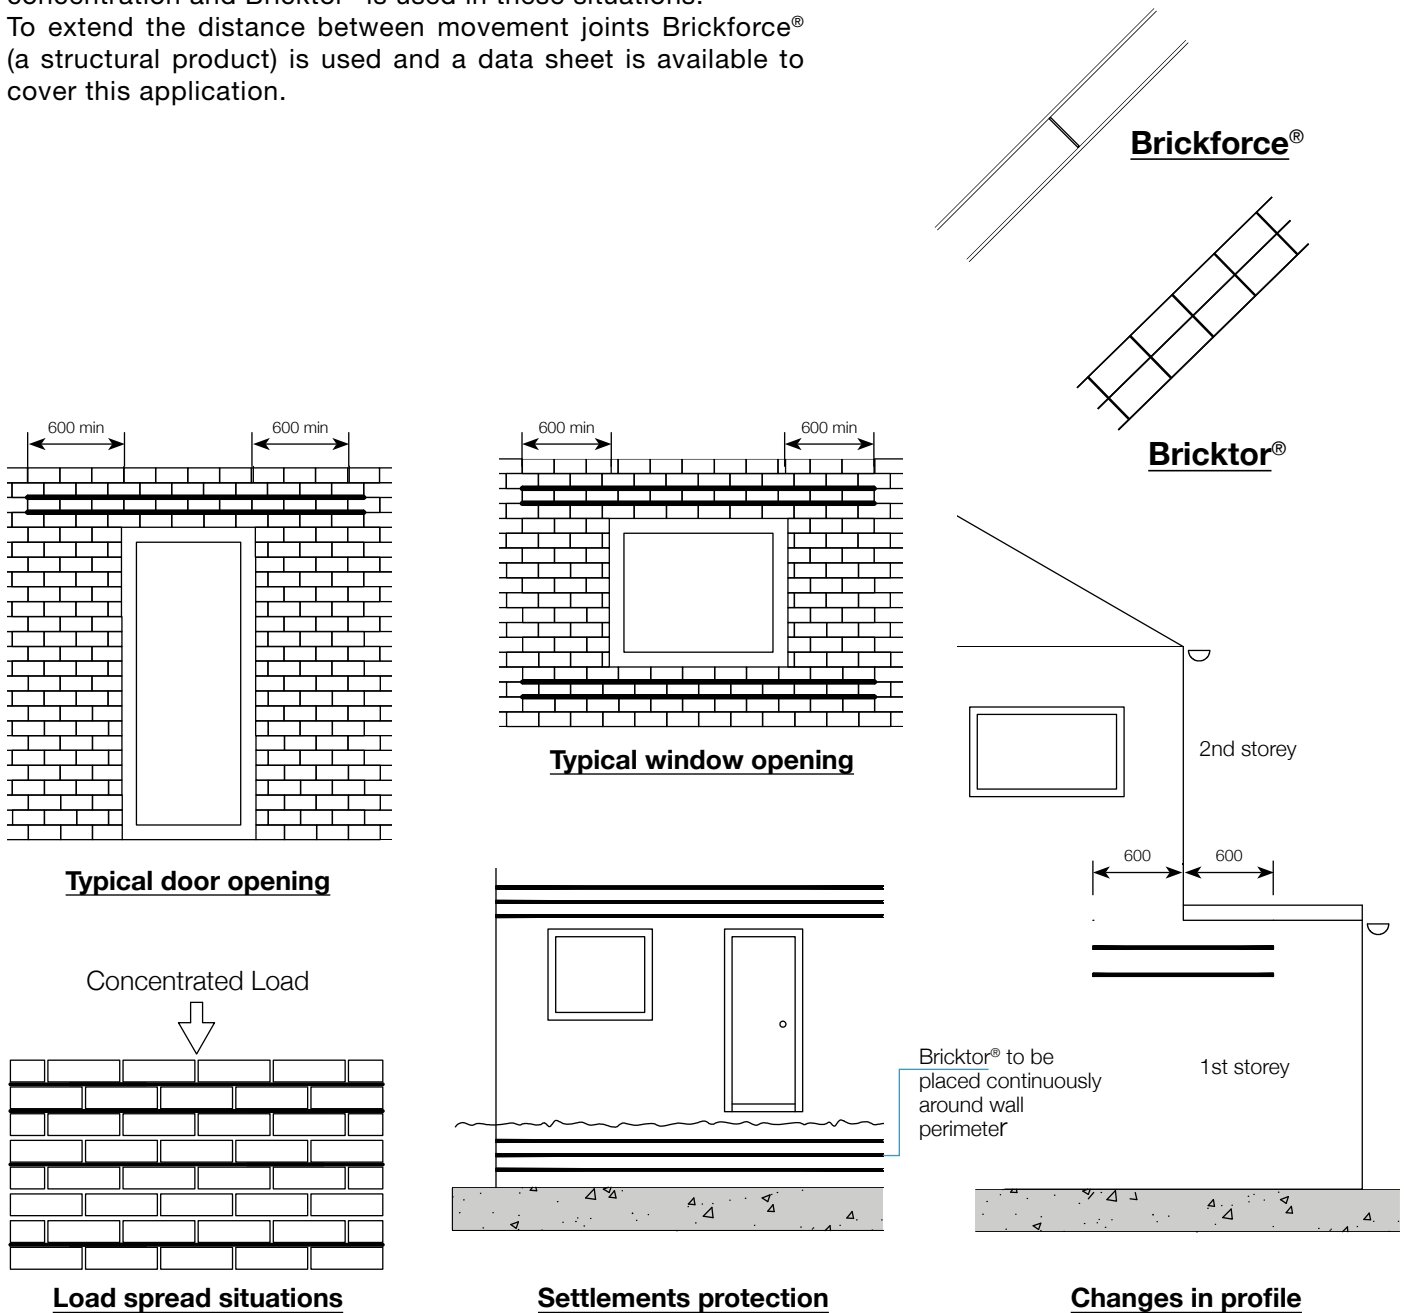 concentration and Bricktor® is used in these situations.
To extend the distance between movement joints Brickforce®
(a structural product) is used and a data sheet is available to
cover this application.
Brickforce®
Bricktor®
600 min
600 min
Typical door opening
600 min
600 min
Typical window opening
2nd storey
600
600
1st storey
Changes in profile
Concentrated Load
Load spread situations
Bricktor® to be
placed continuously
around wall
perimeter
Settlements protection